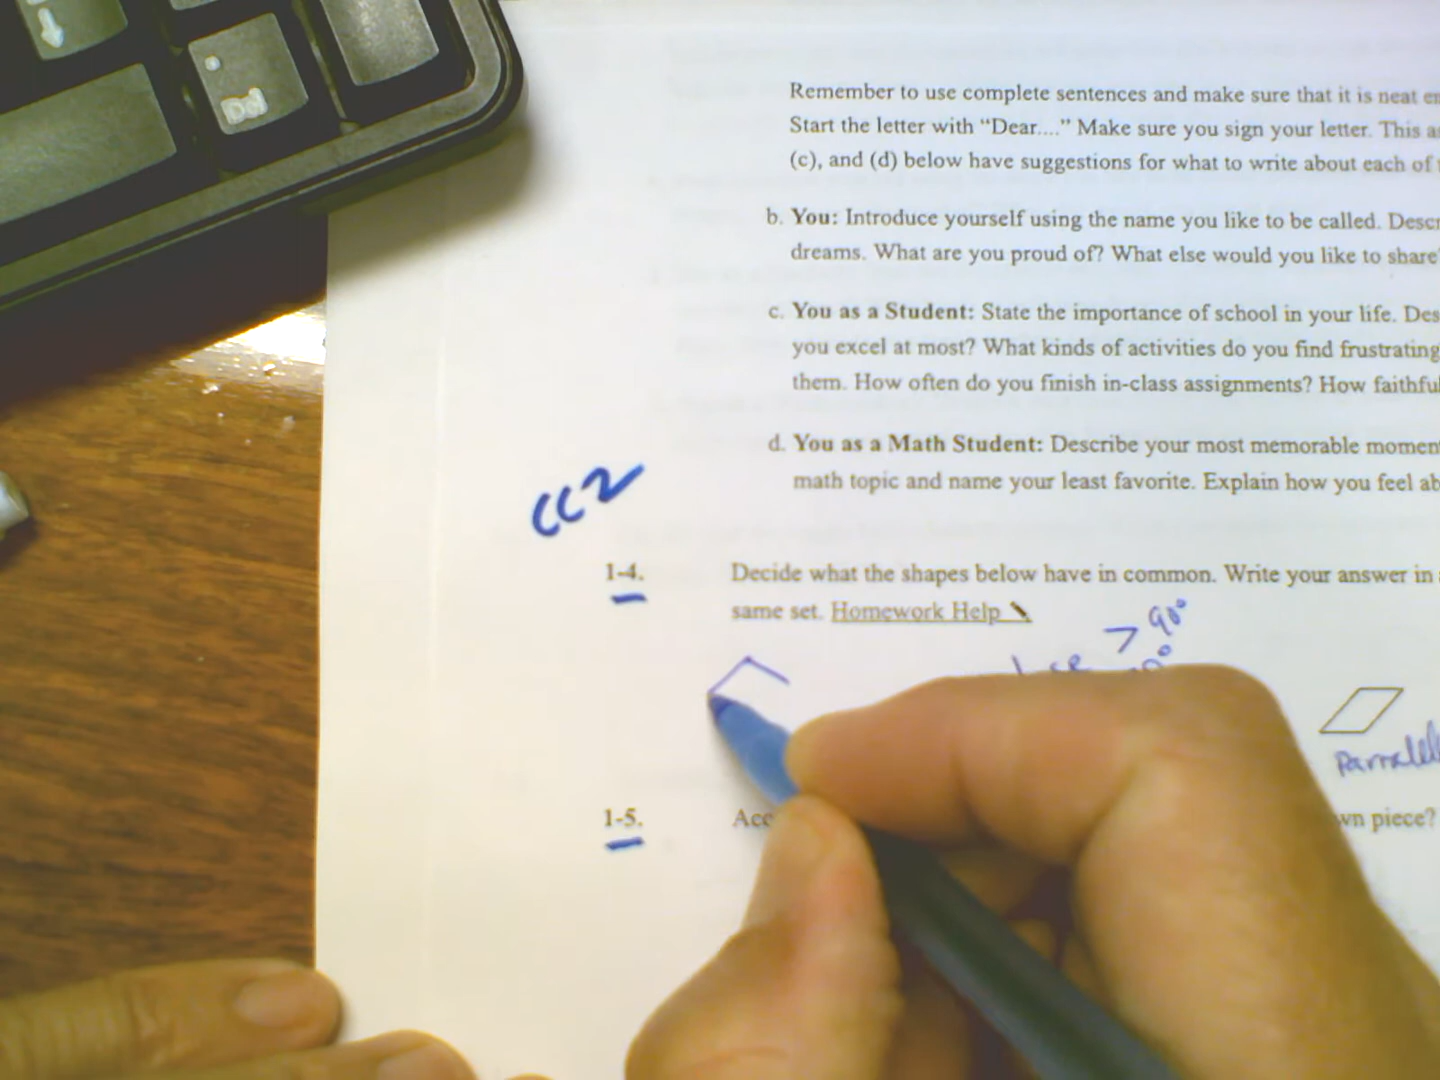 Del
Remember to use complete sentences and make sure that it is neat
Start the letter with “Dear....” Make sure you sign your letter. This
(c), and (d) below have suggestions for what to write about each of
b. You: Introduce yourself using the name you like to be called.
dreams. What are you proud of? What else would you like to share
c. You as a Student: State the importance of school in your life.
you excel at most? What kinds of activities do you find frustrating
them. How often do you finish in-class assignments? How
d. You as a Math Student: Describe your most memorable
math topic and name your least favorite. Explain how you feel
CC2
1-4. Decide what the shapes below have in common. Write your answer in
same set. Homework Help
> 90°
1-5. piece?